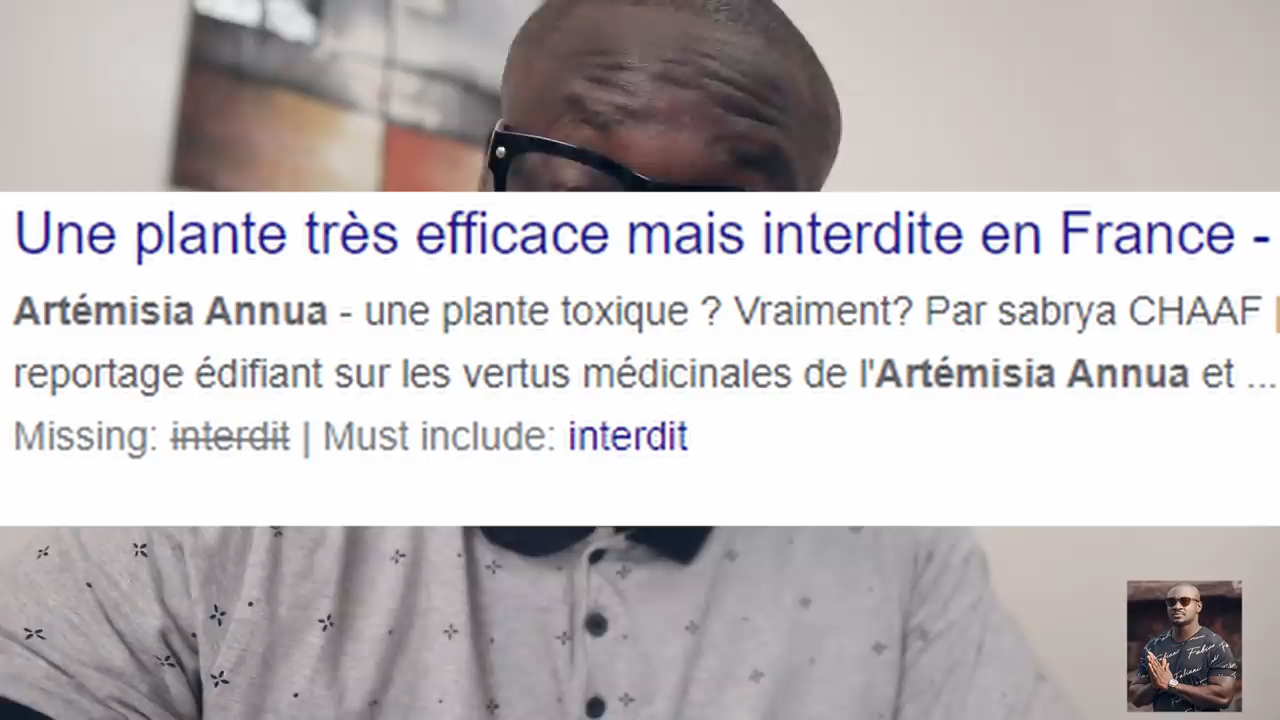 Une plante très efficace mais interdite en France -
Artémisia Annua - une plante toxique ? Vraiment? Par sabrya CHAAF |
reportage édifiant sur les vertus médicinales de l'Artémisia Annua et ...
Missing: interdit | Must include: interdit